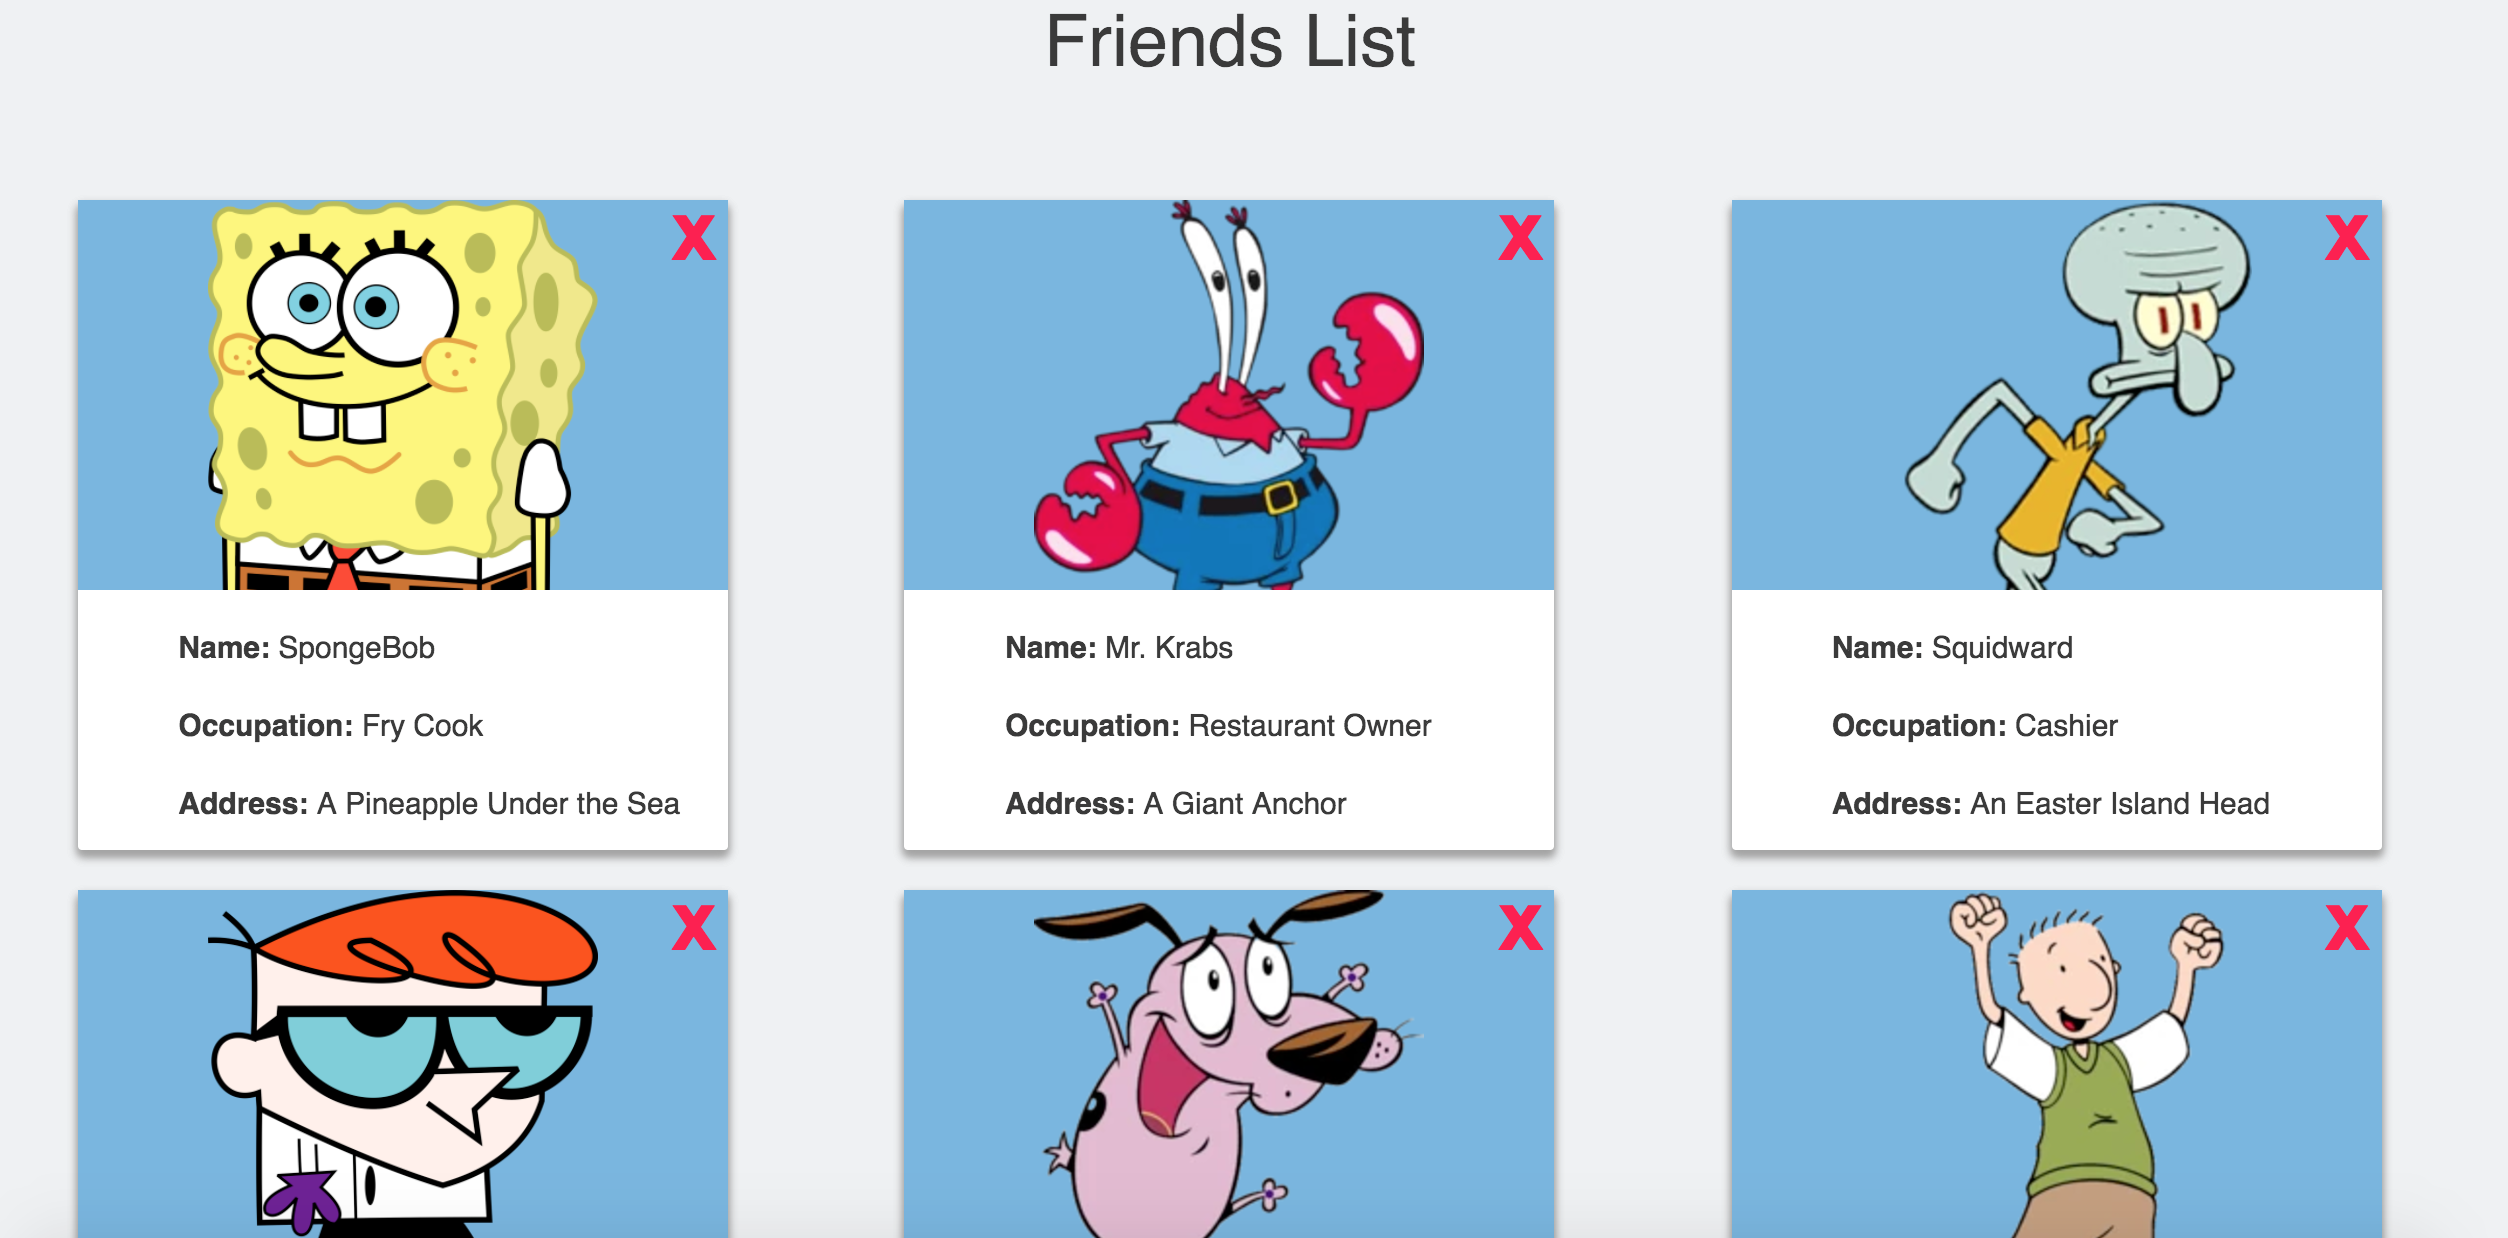 Friends List
X
X
X
Name: SpongeBob
Name: Mr. Krabs
Name: Squidward
Occupation: Fry Cook
Occupation: Restaurant Owner
Occupation: Cashier
Address: A Pineapple Under the Sea
Address: A Giant Anchor
Address: An Easter Island Head
X
X
X